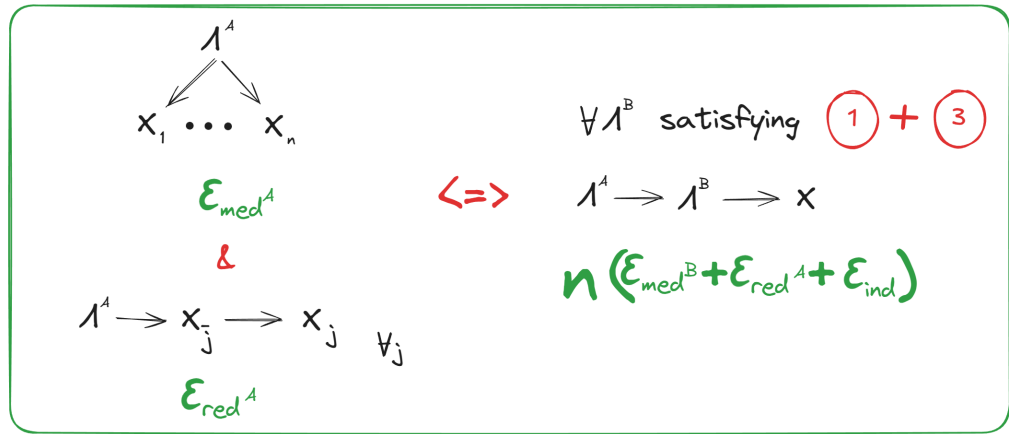 Λ^A
X_1 ••• X_n
ε_med^A
&
Λ^A → X_j̄ → X_j ∀j
ε_red^A
<=>
∀Λ^B satisfying 1 + 3
Λ^A → Λ^B → X
n(ε_med^B + ε_red^A + ε_ind)